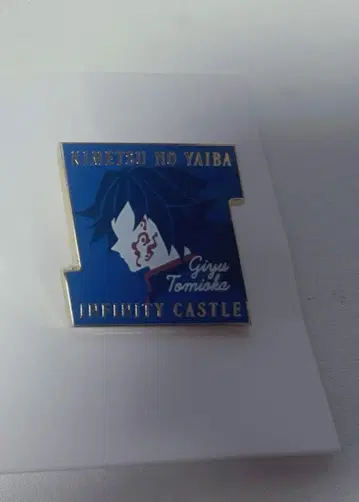 KIMETSU NO YAIBA
Giyu
Tomioka
INFINITY CASTLE